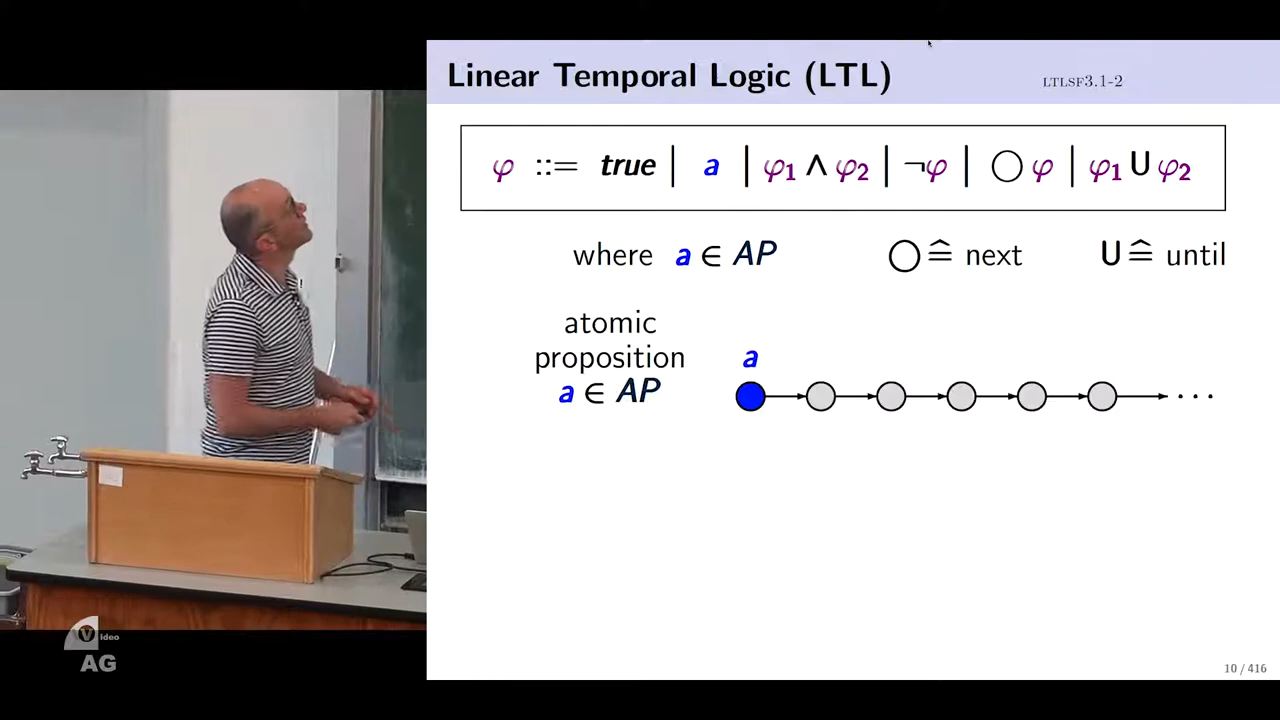 Linear Temporal Logic (LTL)
LTLSF3.1-2
φ ::= true | a | φ₁ ∧ φ₂ | ¬φ | ◯ φ | φ₁ U φ₂
where a ∈ AP ◯ ≙ next U ≙ until
atomic
proposition
a ∈ AP
a
···
10 / 416
Video
AG